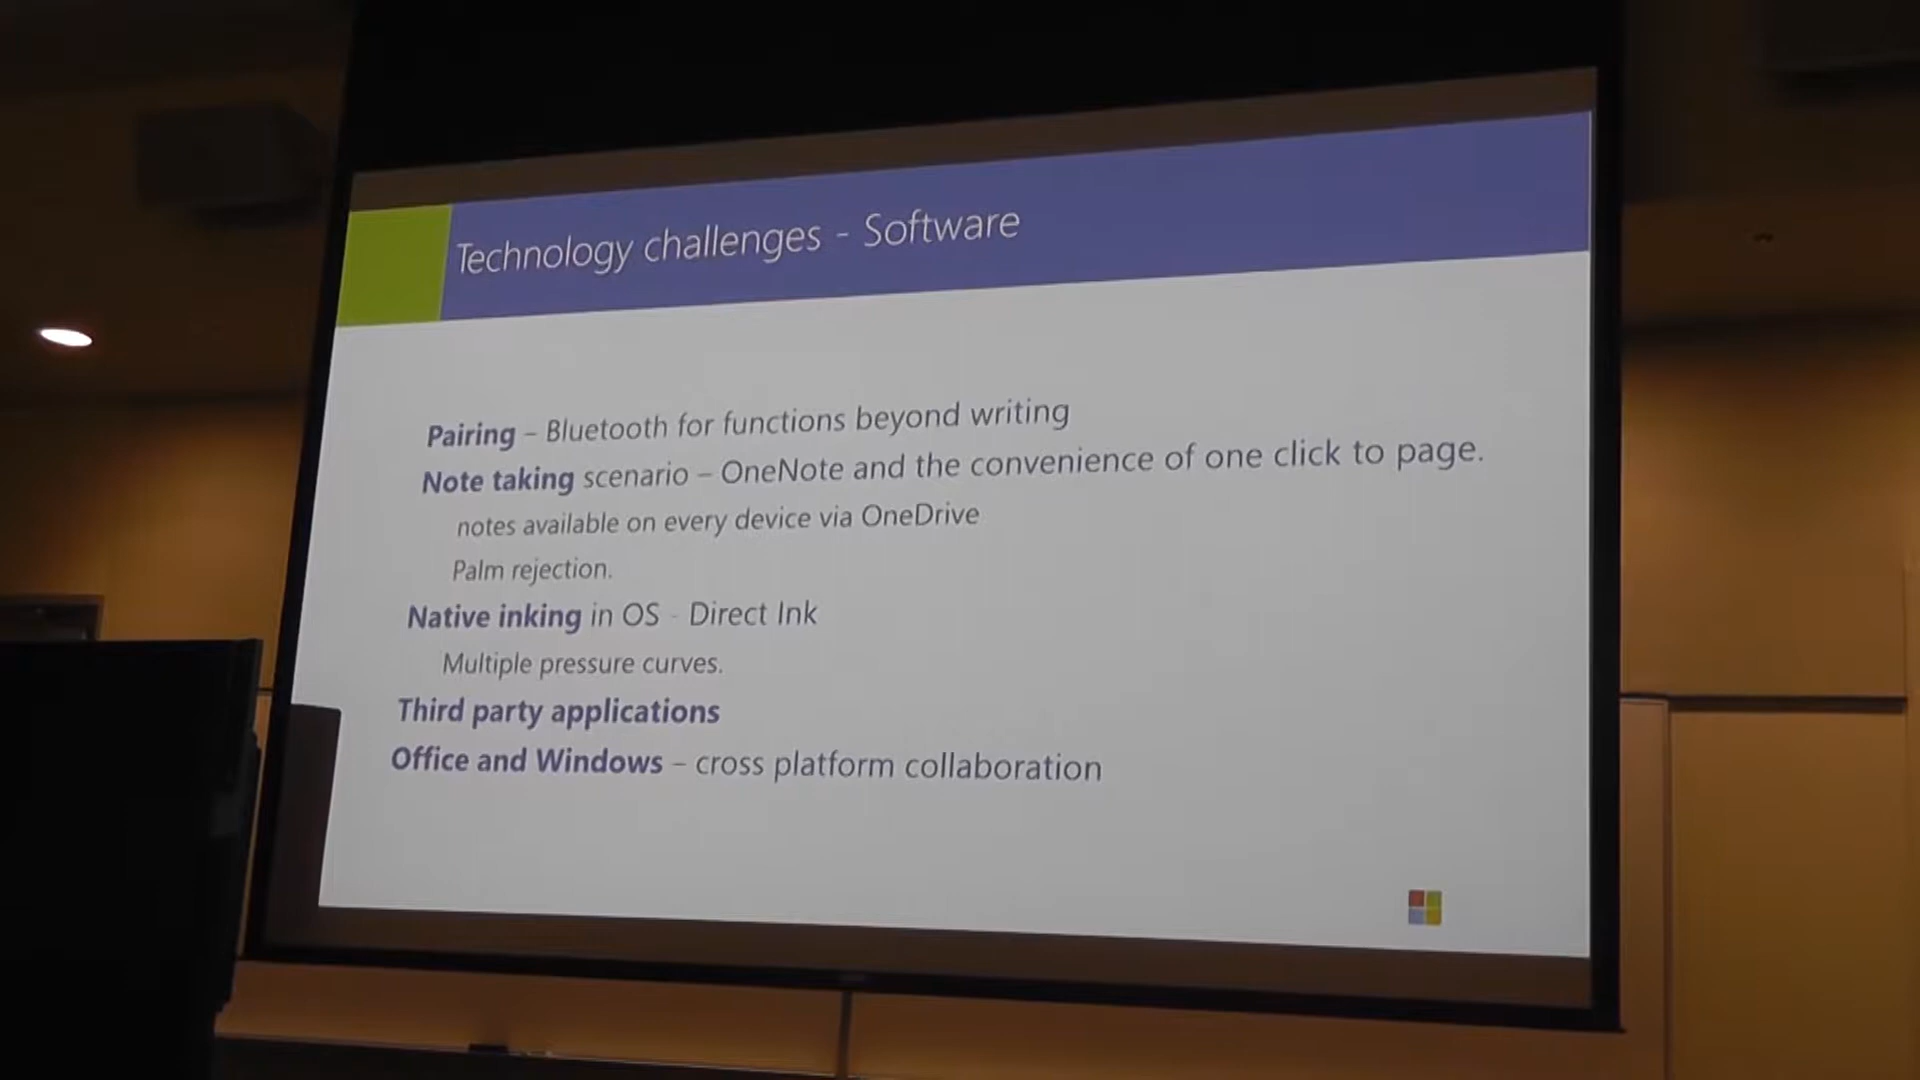 Technology challenges - Software
Pairing – Bluetooth for functions beyond writing
Note taking scenario – OneNote and the convenience of one click to page.
notes available on every device via OneDrive
Palm rejection.
Native inking in OS - Direct Ink
Multiple pressure curves.
Third party applications
Office and Windows – cross platform collaboration